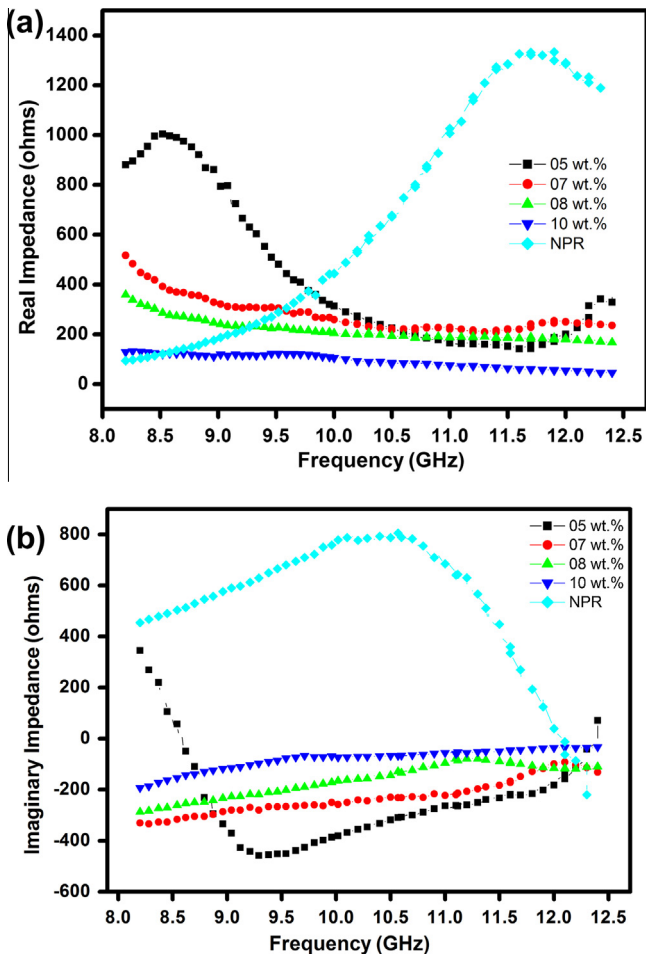 (a)
1400
1200
1000
800
600
400
200
0
Real Impedance (ohms)
05 wt.%
07 wt.%
08 wt.%
10 wt.%
NPR
8.0 8.5 9.0 9.5 10.0 10.5 11.0 11.5 12.0 12.5
Frequency (GHz)
(b)
800
600
400
200
0
-200
-400
-600
Imaginary Impedance (ohms)
05 wt.%
07 wt.%
08 wt.%
10 wt.%
NPR
8.0 8.5 9.0 9.5 10.0 10.5 11.0 11.5 12.0 12.5
Frequency (GHz)